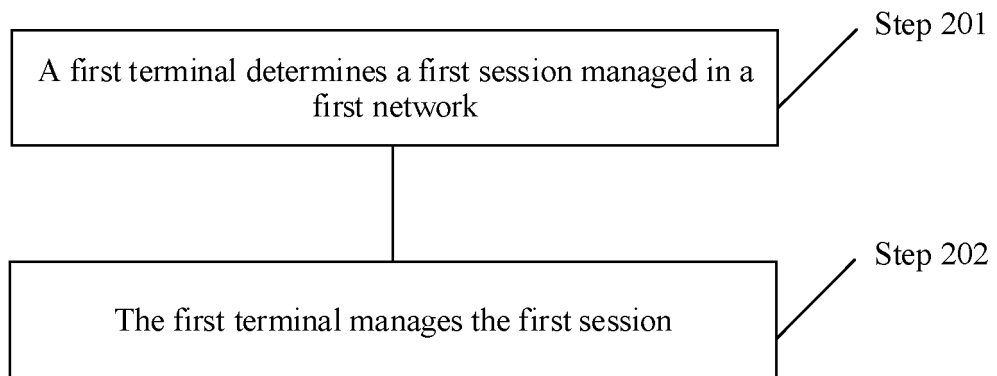 Step 201
A first terminal determines a first session managed in a
first network
Step 202
The first terminal manages the first session